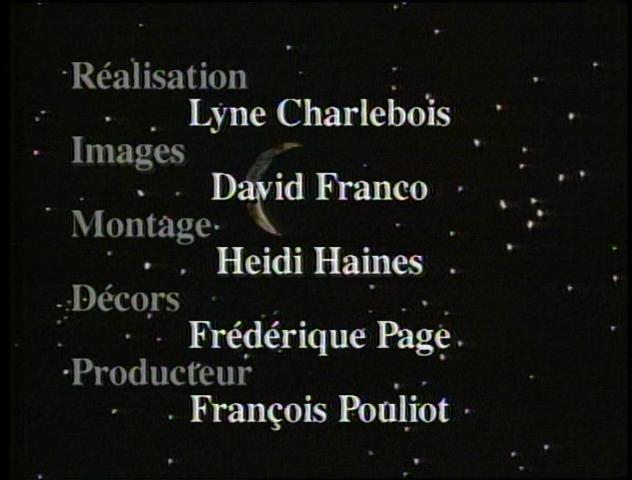 Réalisation
Lyne Charlebois
Images
David Franco
Montage
Heidi Haines
Décors
Frédérique Page
Producteur
François Pouliot